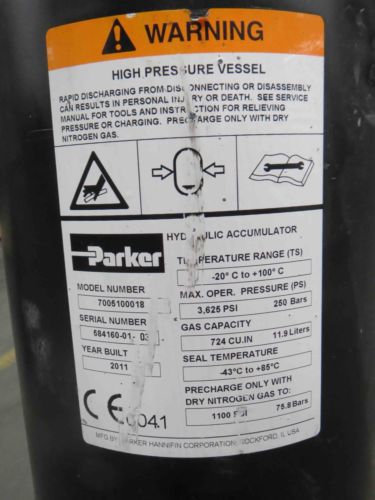 WARNING
HIGH PRESSURE VESSEL
RAPID DISCHARGING FROM DISCONNECTING OR DISASSEMBLY
CAN RESULTS IN PERSONAL INJURY OR DEATH. SEE SERVICE
MANUAL FOR TOOLS AND INSTRUCTION FOR RELIEVING
PRESSURE OR CHARGING. PRECHARGE ONLY WITH DRY
NITROGEN GAS.
Parker
HYDRAULIC ACCUMULATOR
TEMPERATURE RANGE (TS)
-20° C to +100° C
MODEL NUMBER
7005100018
MAX. OPER. PRESSURE (PS)
3,625 PSI 250 Bars
SERIAL NUMBER
584160-01- 03
GAS CAPACITY
724 CU.IN 11.9 Liters
YEAR BUILT
2011
SEAL TEMPERATURE
-43°C to +85°C
PRECHARGE ONLY WITH
DRY NITROGEN GAS TO:
1100 PSI 75.8 Bars
CE 0041
MFG BY PARKER HANNIFIN CORPORATION, ROCKFORD, IL USA